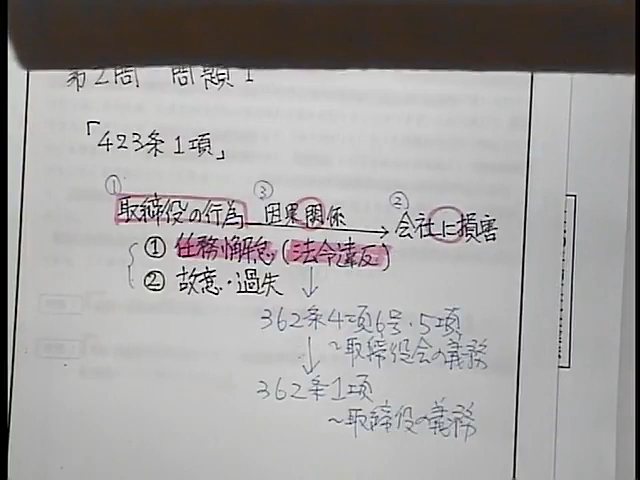 第2問 問題1
「423条1項」
① ③ ②
取締役の行為 因果関係 会社に損害
① 任務懈怠(法令違反)
② 故意・過失
↓
362条4項6号・5項
~取締役会の義務
↓
362条1項
~取締役の義務